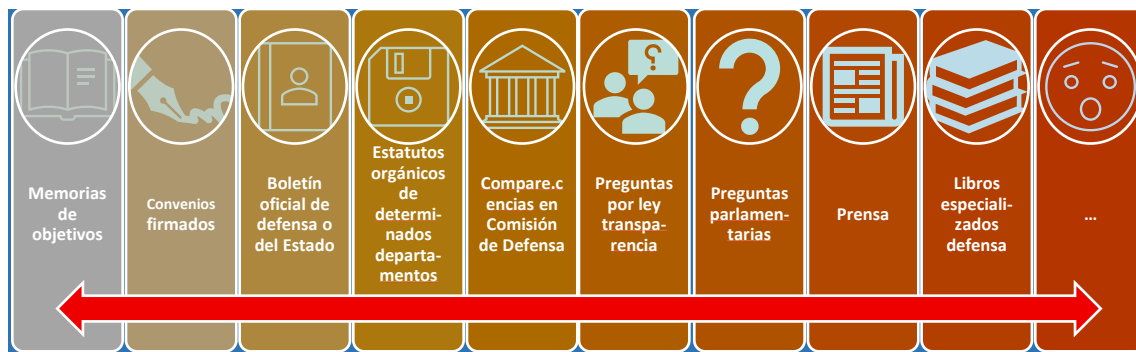 Memorias
de
objetivos
Convenios
firmados
Boletín
oficial de
defensa o
del Estado
Estatutos
orgánicos
de
determi-
nados
departa-
mentos
Compare.c
encias en
Comisión
de Defensa
Preguntas
por ley
transpa-
rencia
Preguntas
parlamen-
tarias
Prensa
Libros
especiali-
zados
defensa
...